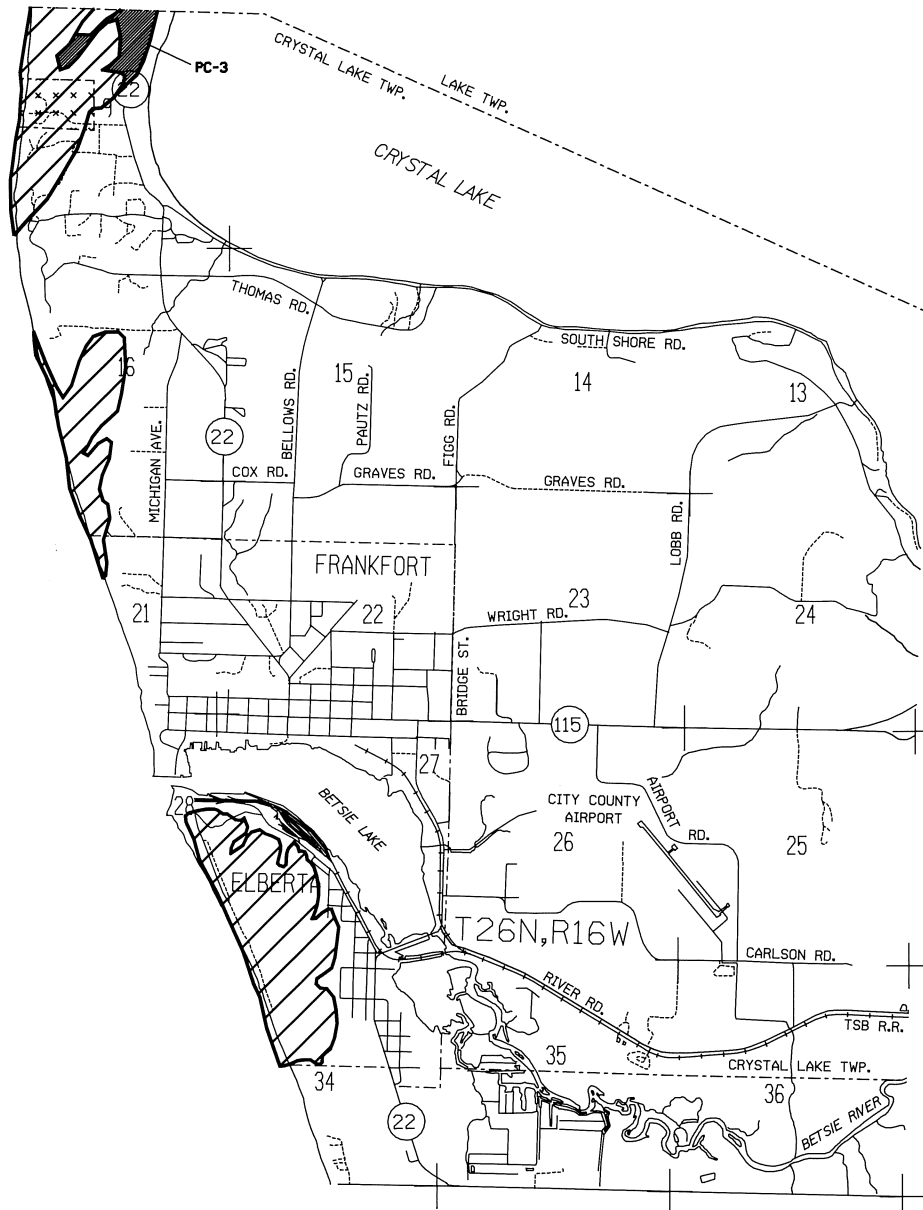 CRYSTAL LAKE TWP.
LAKE TWP.
PC-3
22
CRYSTAL LAKE
THOMAS RD.
SOUTH SHORE RD.
16
15
14
13
MICHIGAN AVE.
22
BELLOWS RD.
PAUTZ RD.
FIGG RD.
COX RD.
GRAVES RD.
GRAVES RD.
LOBB RD.
FRANKFORT
21
22
23
24
WRIGHT RD.
BRIDGE ST.
115
27
28
BETSIE LAKE
CITY COUNTY
AIRPORT
AIRPORT RD.
26
25
ELBERTA
T26N,R16W
CARLSON RD.
RIVER RD.
TSB R.R.
35
CRYSTAL LAKE TWP.
34
36
22
BETSIE RIVER